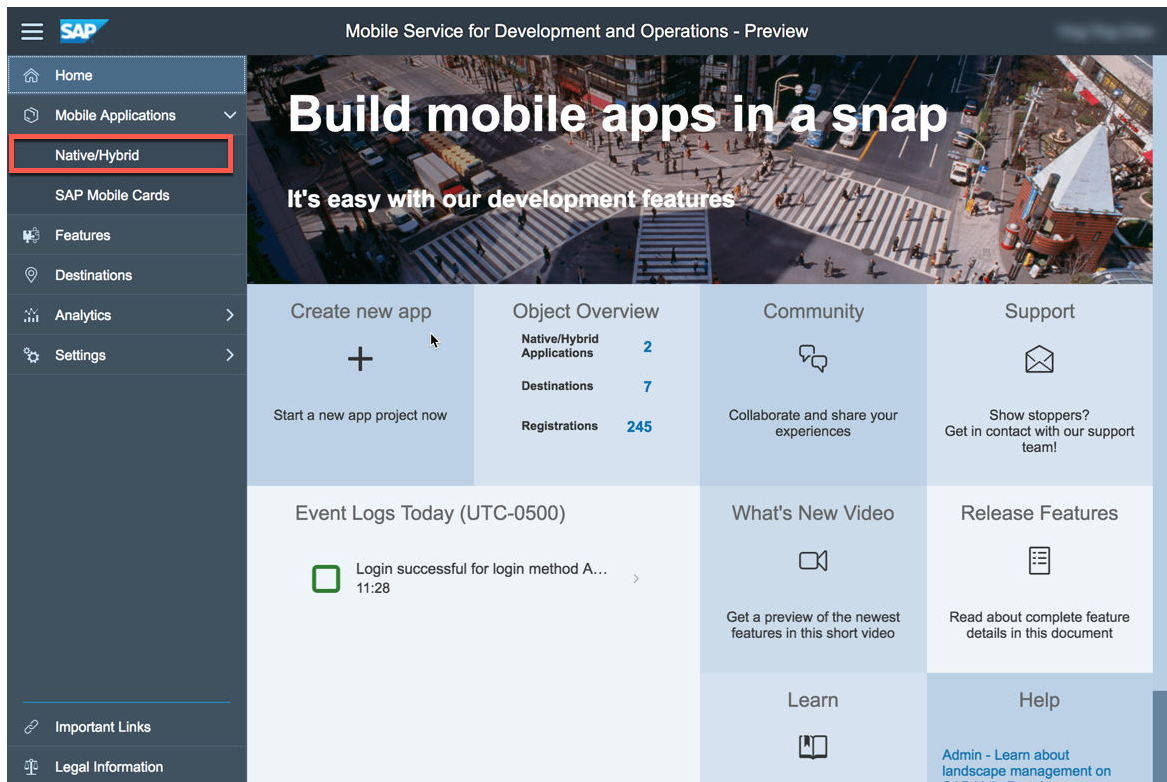 SAP
Mobile Service for Development and Operations - Preview
Home
Mobile Applications
Native/Hybrid
SAP Mobile Cards
Features
Destinations
Analytics
Settings
Important Links
Legal Information
Build mobile apps in a snap
It's easy with our development features
Create new app
Start a new app project now
Object Overview
Native/Hybrid
Applications
2
Destinations
7
Registrations
245
Community
Collaborate and share your
experiences
Support
Show stoppers?
Get in contact with our support
team!
Event Logs Today (UTC-0500)
Login successful for login method A...
11:28
What's New Video
Get a preview of the newest
features in this short video
Release Features
Read about complete feature
details in this document
Learn
Help
Admin - Learn about
landscape management on